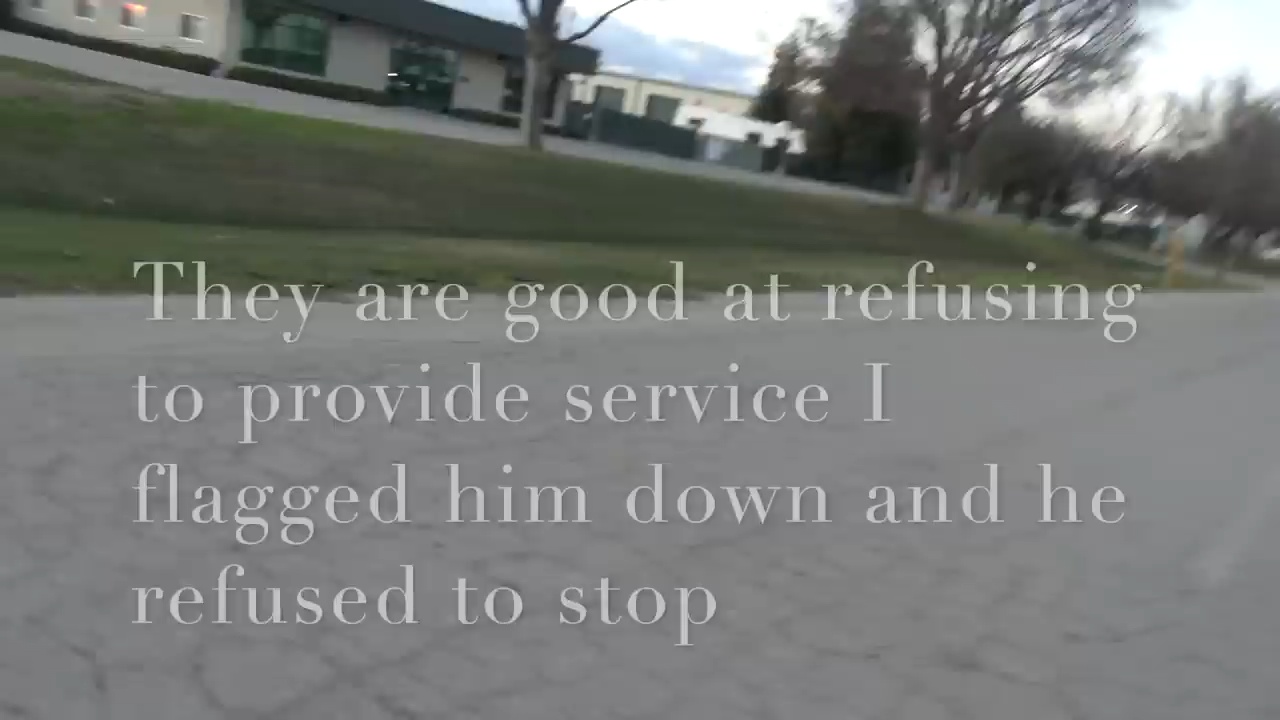 They are good at refusing
to provide service I
flagged him down and he
refused to stop